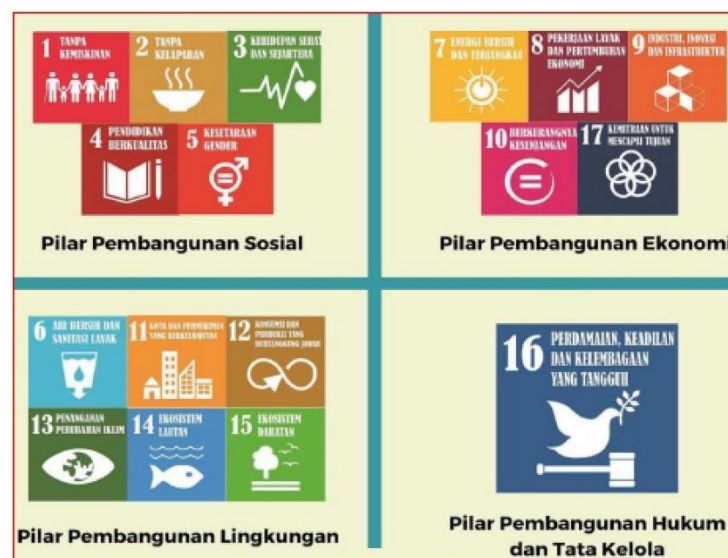 1 TANPA
KEMISKINAN
2 TANPA
KELAPARAN
3 KEHIDUPAN SEHAT
DAN SEJAHTERA
4 PENDIDIKAN
BERKUALITAS
5 KESETARAAN
GENDER
Pilar Pembangunan Sosial
7 ENERGI BERSIH
DAN TERJANGKAU
8 PEKERJAAN LAYAK
DAN PERTUMBUHAN
EKONOMI
9 INDUSTRI, INOVASI
DAN INFRASTRUKTUR
10 BERKURANGNYA
KESENJANGAN
17 KEMITRAAN UNTUK
MENCAPAI TUJUAN
Pilar Pembangunan Ekonomi
6 AIR BERSIH DAN
SANITASI LAYAK
11 KOTA DAN PERMUKIMAN
YANG BERKELANJUTAN
12 KONSUMSI DAN
PRODUKSI YANG
BERTANGGUNG JAWAB
13 PENANGANAN
PERUBAHAN IKLIM
14 EKOSISTEM
LAUTAN
15 EKOSISTEM
DARATAN
Pilar Pembangunan Lingkungan
16 PERDAMAIAN, KEADILAN
DAN KELEMBAGAAN
YANG TANGGUH
Pilar Pembangunan Hukum
dan Tata Kelola